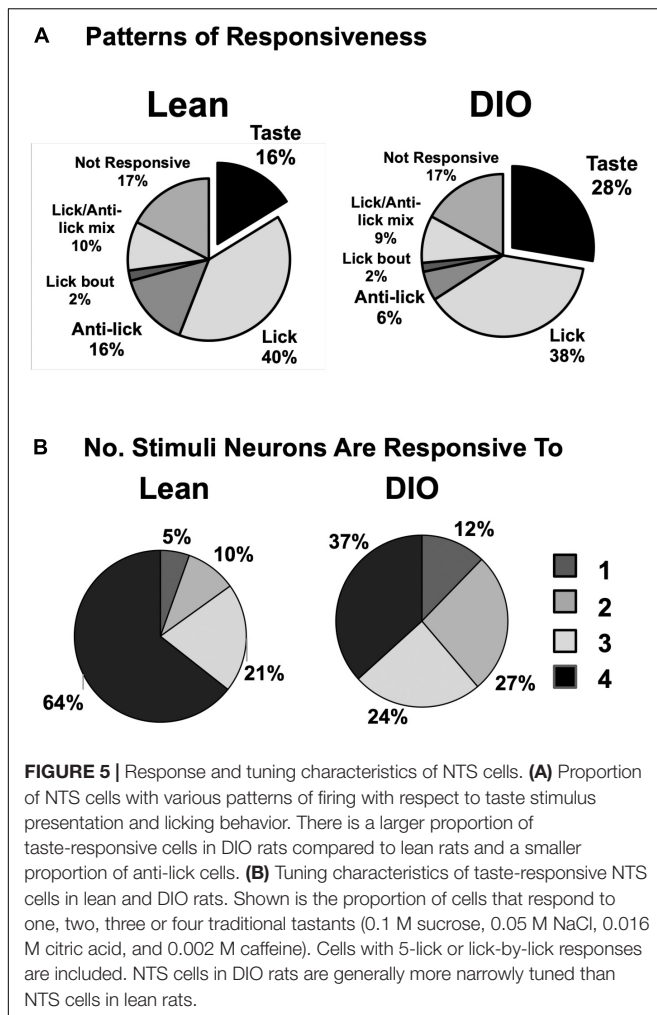 A Patterns of Responsiveness
Lean
DIO
Taste
16%
Not Responsive
17%
Lick/Anti-
lick mix
10%
Lick bout
2%
Anti-lick
16%
Lick
40%
Taste
28%
Not Responsive
17%
Lick/Anti-
lick mix
9%
Lick bout
2%
Anti-lick
6%
Lick
38%
B No. Stimuli Neurons Are Responsive To
Lean
DIO
5%
10%
21%
64%
37%
12%
27%
24%
1
2
3
4
FIGURE 5 | Response and tuning characteristics of NTS cells. (A) Proportion
of NTS cells with various patterns of firing with respect to taste stimulus
presentation and licking behavior. There is a larger proportion of
taste-responsive cells in DIO rats compared to lean rats and a smaller
proportion of anti-lick cells. (B) Tuning characteristics of taste-responsive NTS
cells in lean and DIO rats. Shown is the proportion of cells that respond to
one, two, three or four traditional tastants (0.1 M sucrose, 0.05 M NaCl, 0.016
M citric acid, and 0.002 M caffeine). Cells with 5-lick or lick-by-lick responses
are included. NTS cells in DIO rats are generally more narrowly tuned than
NTS cells in lean rats.